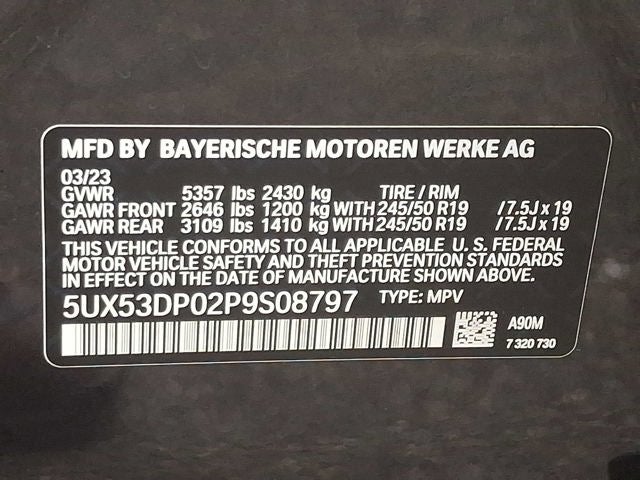 MFD BY BAYERISCHE MOTOREN WERKE AG
03/23
GVWR 5357 lbs 2430 kg TIRE / RIM
GAWR FRONT 2646 lbs 1200 kg WITH 245/50 R19 / 7.5J x 19
GAWR REAR 3109 lbs 1410 kg WITH 245/50 R19 / 7.5J x 19
THIS VEHICLE CONFORMS TO ALL APPLICABLE U. S. FEDERAL
MOTOR VEHICLE SAFETY AND THEFT PREVENTION STANDARDS
IN EFFECT ON THE DATE OF MANUFACTURE SHOWN ABOVE.
5UX53DP02P9S08797 TYPE: MPV
A90M
7 320 730